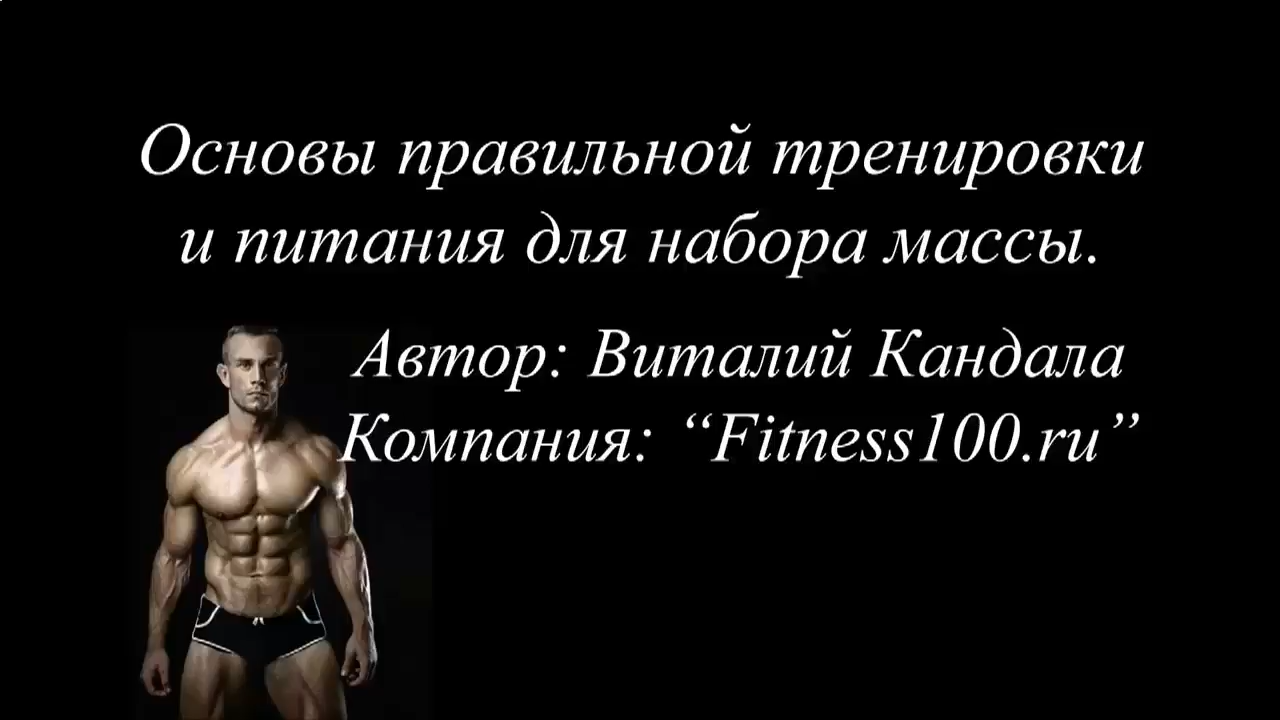 Основы правильной тренировки
и питания для набора массы.
Автор: Виталий Кандала
Компания: “Fitness100.ru”